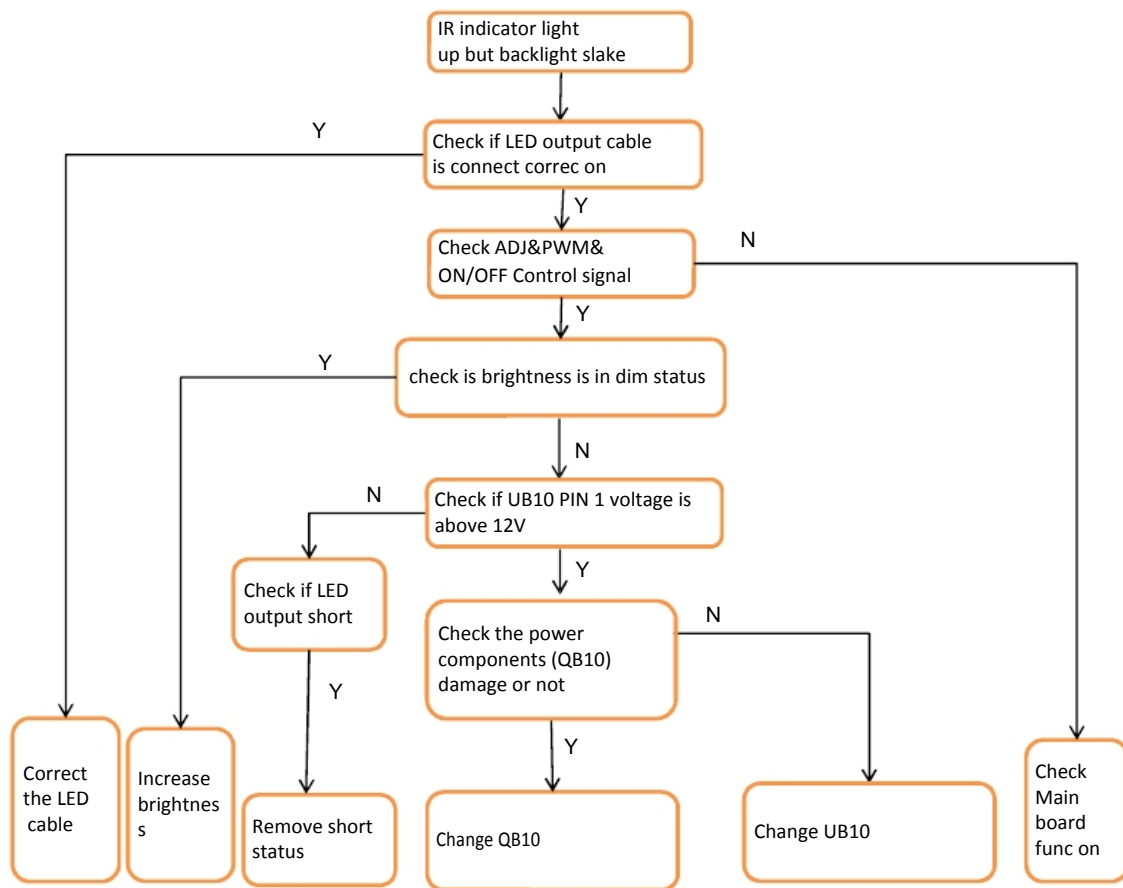 IR indicator light
up but backlight slake
Y
Check if LED output cable
is connect correc on
Y
N
Check ADJ&PWM&
ON/OFF Control signal
Y
Y
check is brightness is in dim status
N
N
Check if UB10 PIN 1 voltage is
above 12V
Y
Check if LED
output short
N
Check the power
components (QB10)
damage or not
Y
Y
Correct
the LED
cable
Increase
brightnes
s
Remove short
status
Change QB10
Change UB10
Check
Main
board
func on